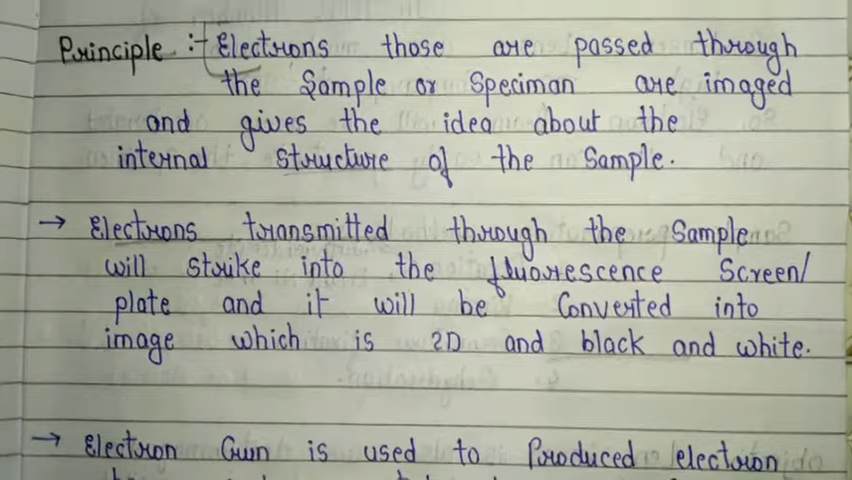 Principle :- Electrons those are passed through
the Sample or Speciman are imaged
and gives the idea about the
internal structure of the Sample.
→ Electrons transmitted through the Sample
will strike into the fluorescence Screen/
plate and it will be Converted into
image which is 2D and black and white.
→ Electron Gun is used to Produced electron